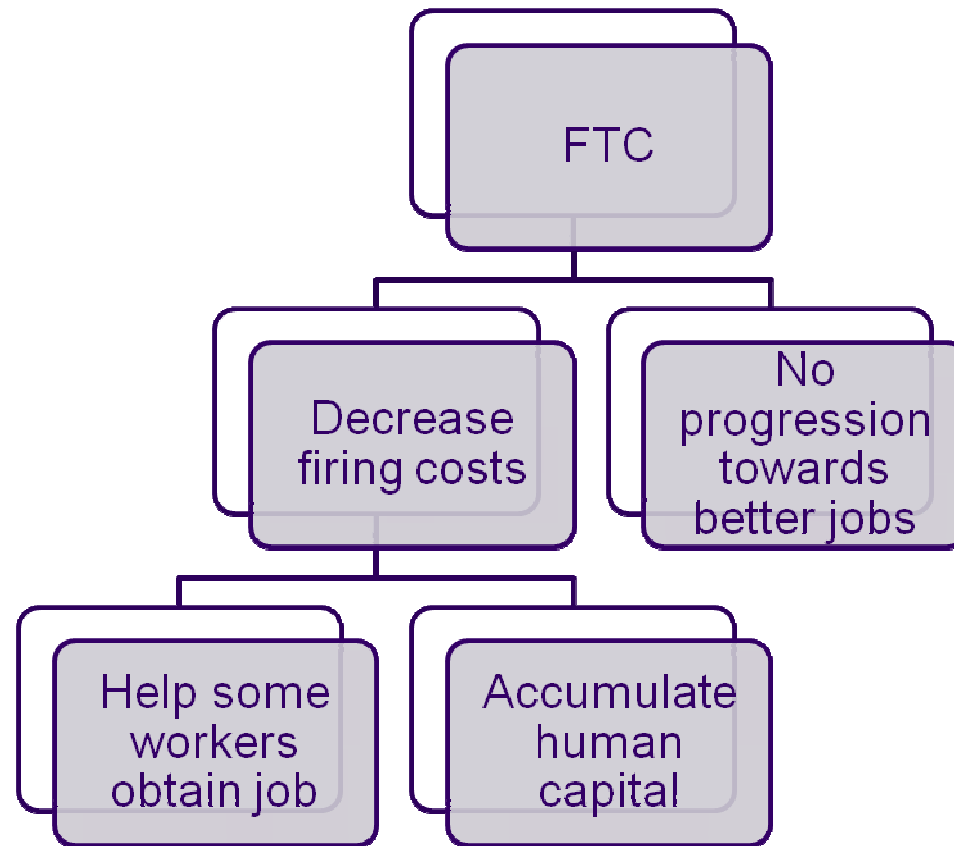 FTC
Decrease
firing costs
No
progression
towards
better jobs
Help some
workers
obtain job
Accumulate
human
capital